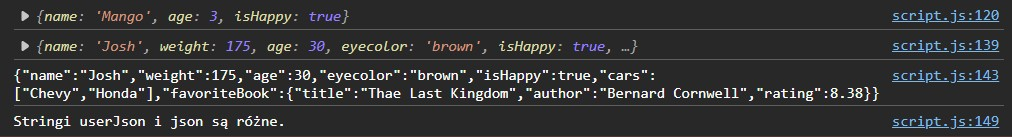 ▶ {name: 'Mango', age: 3, isHappy: true} script.js:120
▶ {name: 'Josh', weight: 175, age: 30, eyecolor: 'brown', isHappy: true, …} script.js:139
{"name":"Josh","weight":175,"age":30,"eyecolor":"brown","isHappy":true,"cars": script.js:143
["Chevy","Honda"],"favoriteBook":{"title":"Thae Last Kingdom","author":"Bernard Cornwell","rating":8.38}}
Stringi userJson i json są różne. script.js:149